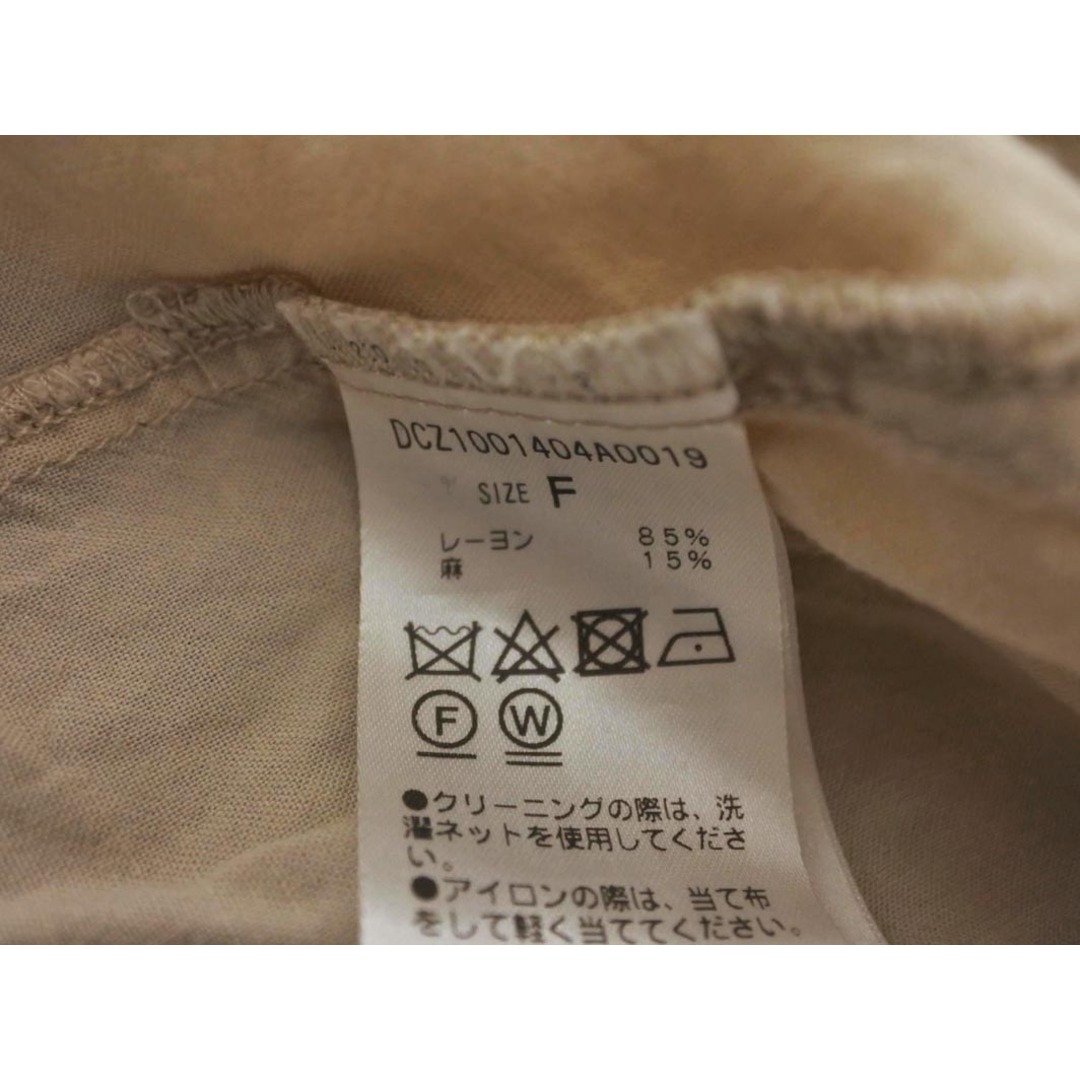 DCZ1001404A0019
SIZE F
レーヨン 85%
麻 15%
F W
●クリーニングの際は、洗
濯ネットを使用してくださ
い。
●アイロンの際は、当て布
をして軽く当ててください。